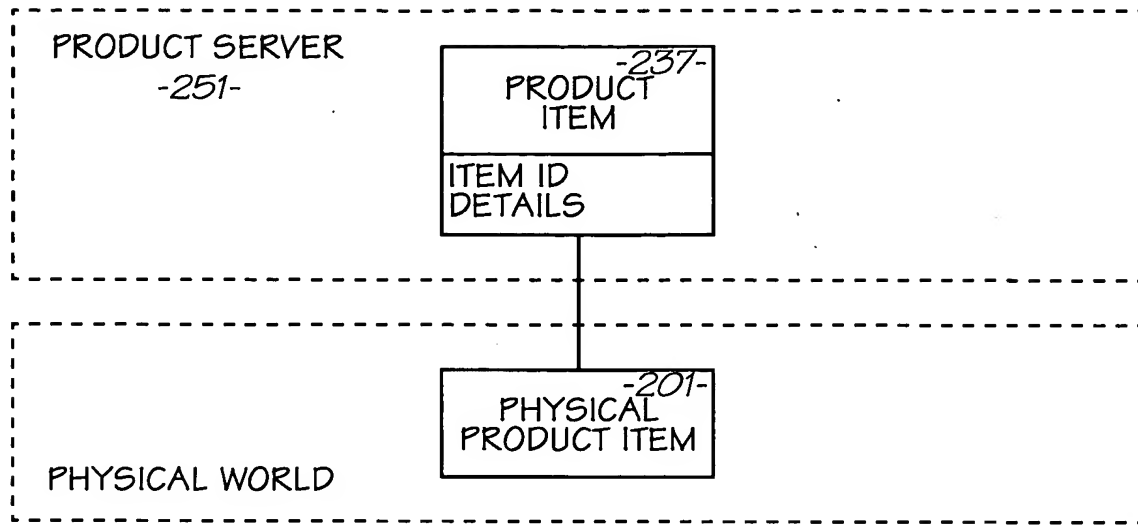 PRODUCT SERVER
-251-
-237-
PRODUCT
ITEM
ITEM ID
DETAILS
-201-
PHYSICAL
PRODUCT ITEM
PHYSICAL WORLD